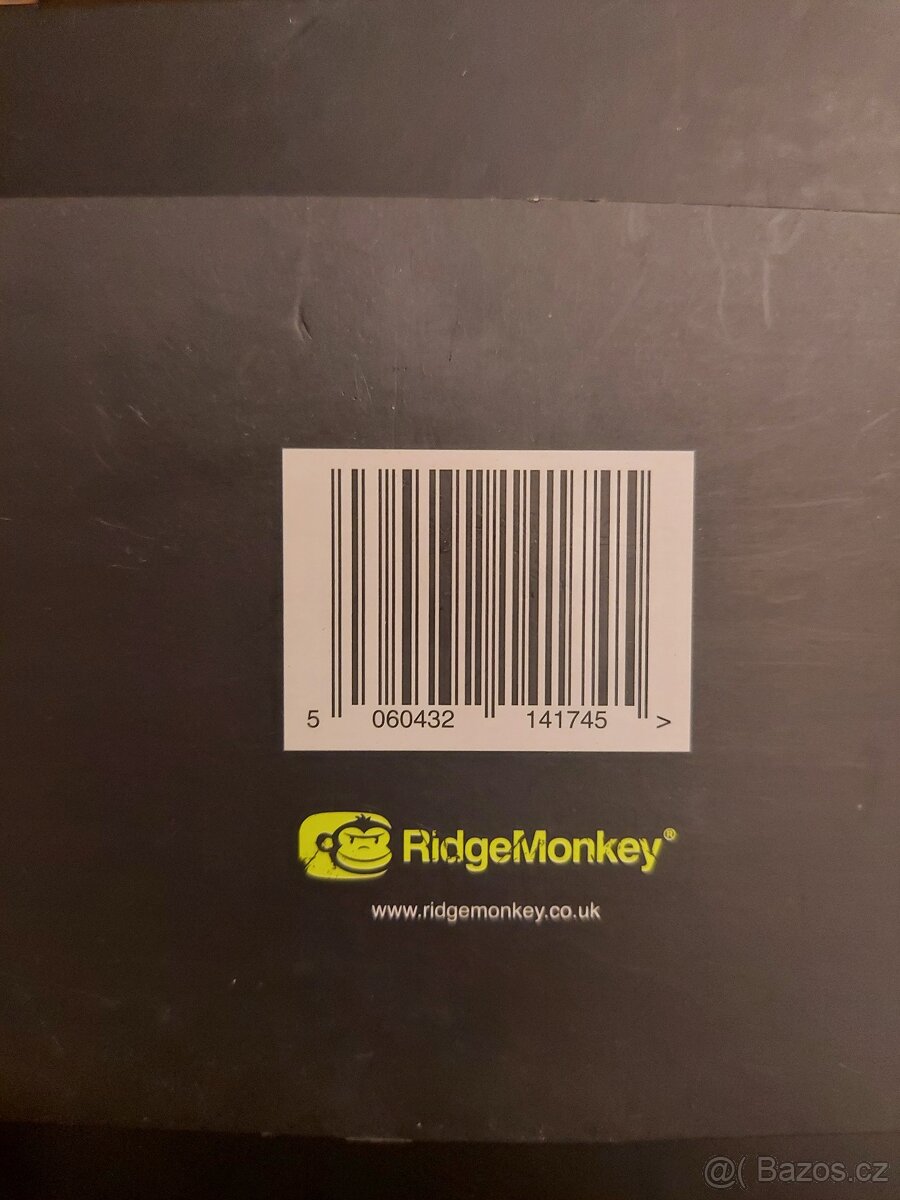 5 060432 141745 >
RidgeMonkey®
www.ridgemonkey.co.uk
@( Bazos.cz